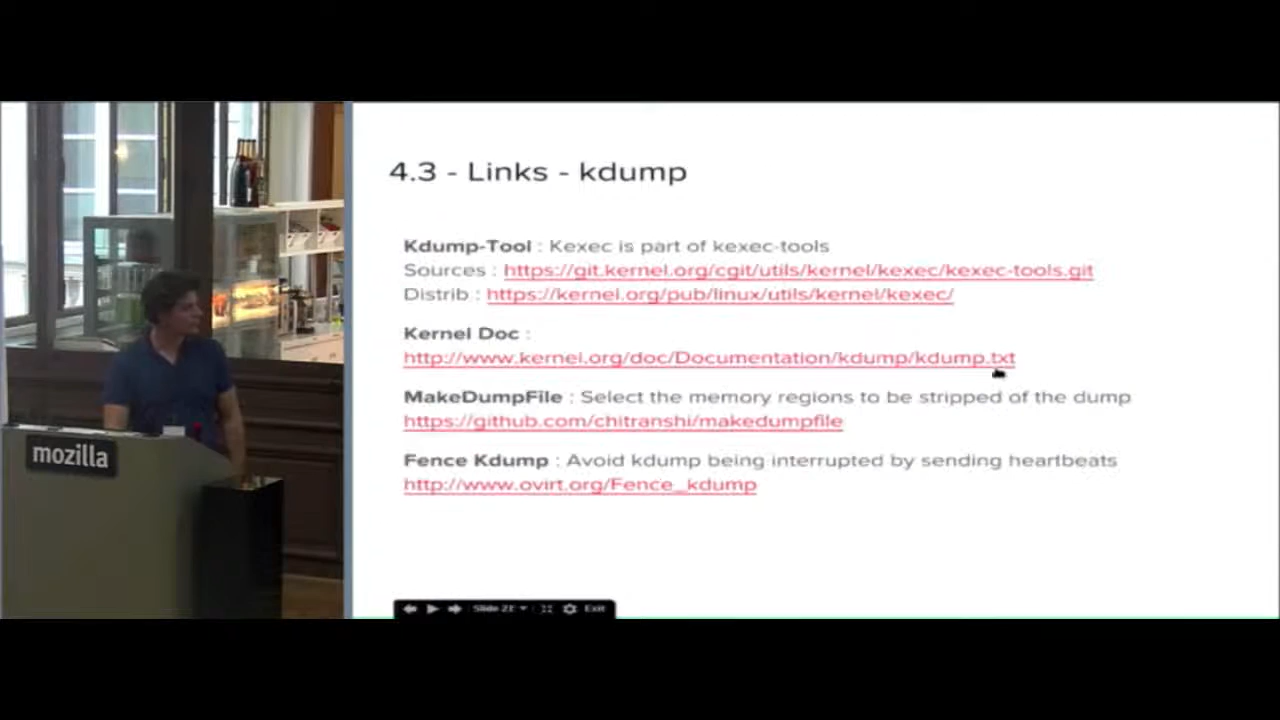 4.3 - Links - kdump
Kdump-Tool : Kexec is part of kexec-tools
Sources : https://git.kernel.org/cgit/utils/kernel/kexec/kexec-tools.git
Distrib : https://kernel.org/pub/linux/utils/kernel/kexec/
Kernel Doc :
http://www.kernel.org/doc/Documentation/kdump/kdump.txt
MakeDumpFile : Select the memory regions to be stripped of the dump
https://github.com/chitranshi/makedumpfile
Fence Kdump : Avoid kdump being interrupted by sending heartbeats
http://www.ovirt.org/Fence_kdump
mozilla
Exit